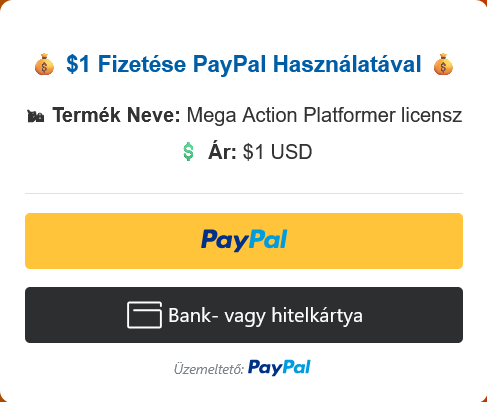 💰 $1 Fizetése PayPal Használatával 💰
Termék Neve: Mega Action Platformer licensz
💲 Ár: $1 USD
PayPal
Bank- vagy hitelkártya
Üzemeltető: PayPal